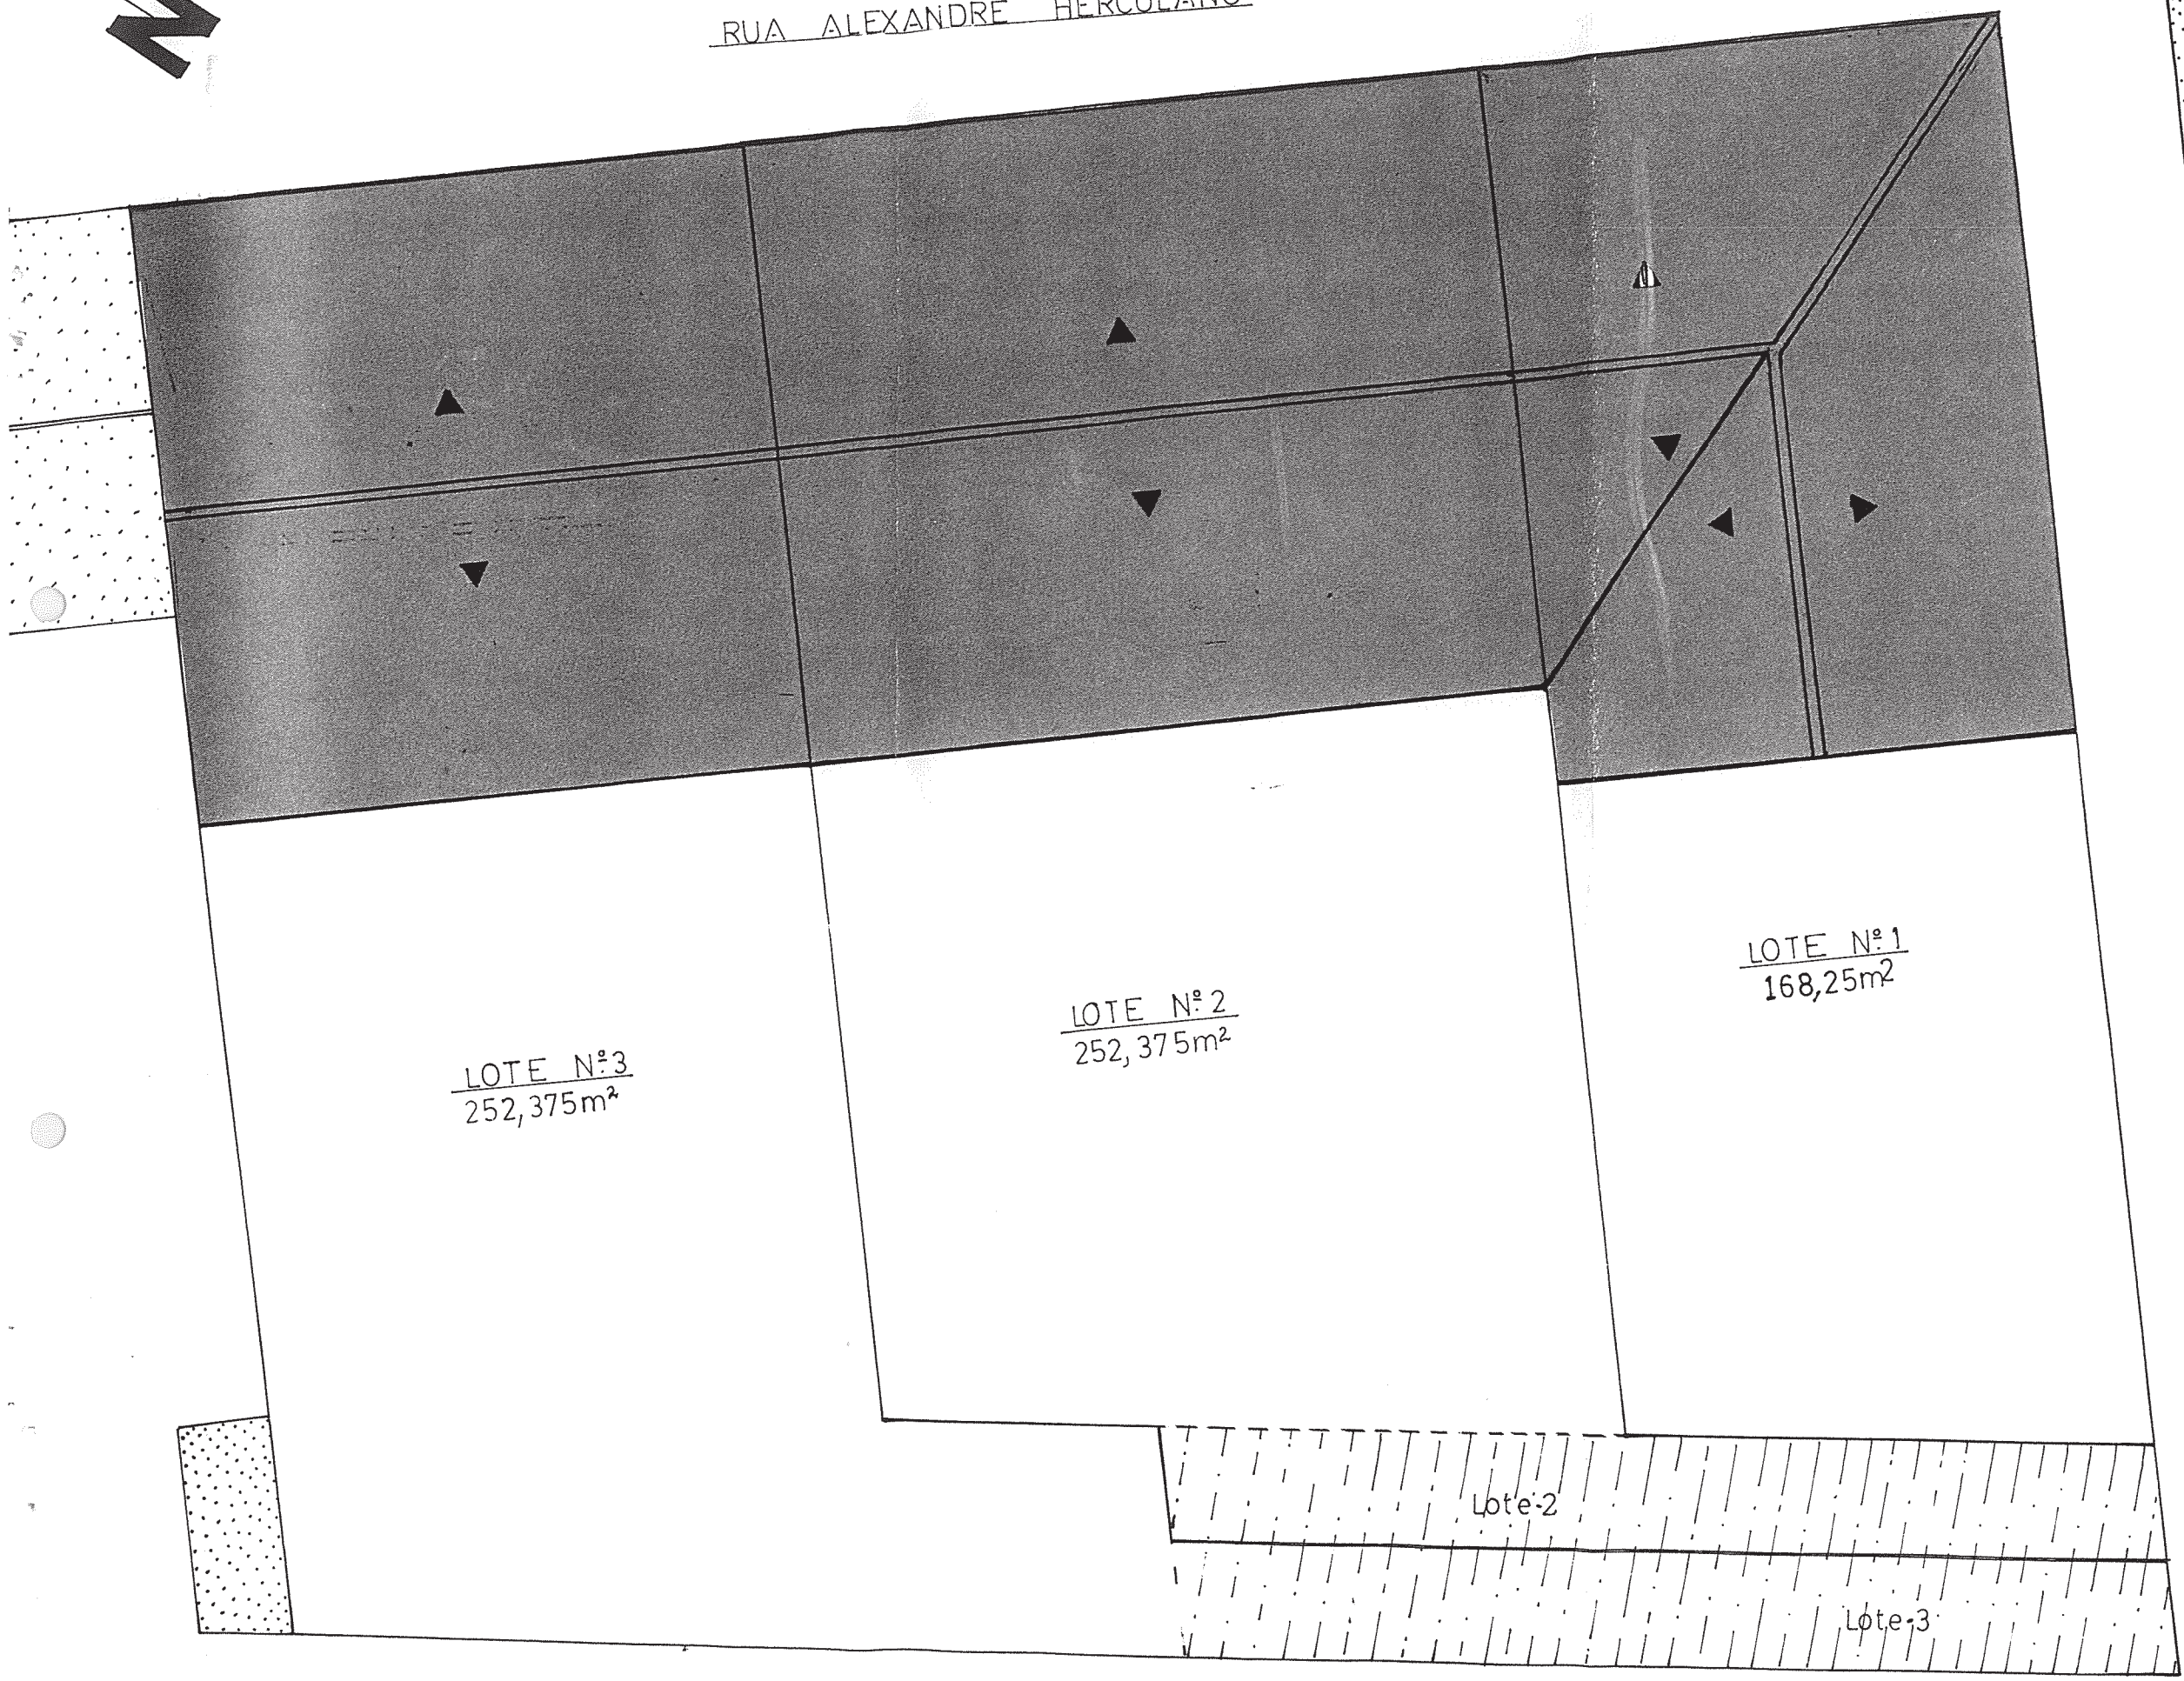 N
RUA ALEXANDRE HERCULANO
LOTE Nº 1
168,25m²
LOTE Nº 2
252,375m²
LOTE Nº 3
252,375m²
Lote-2
Lote-3